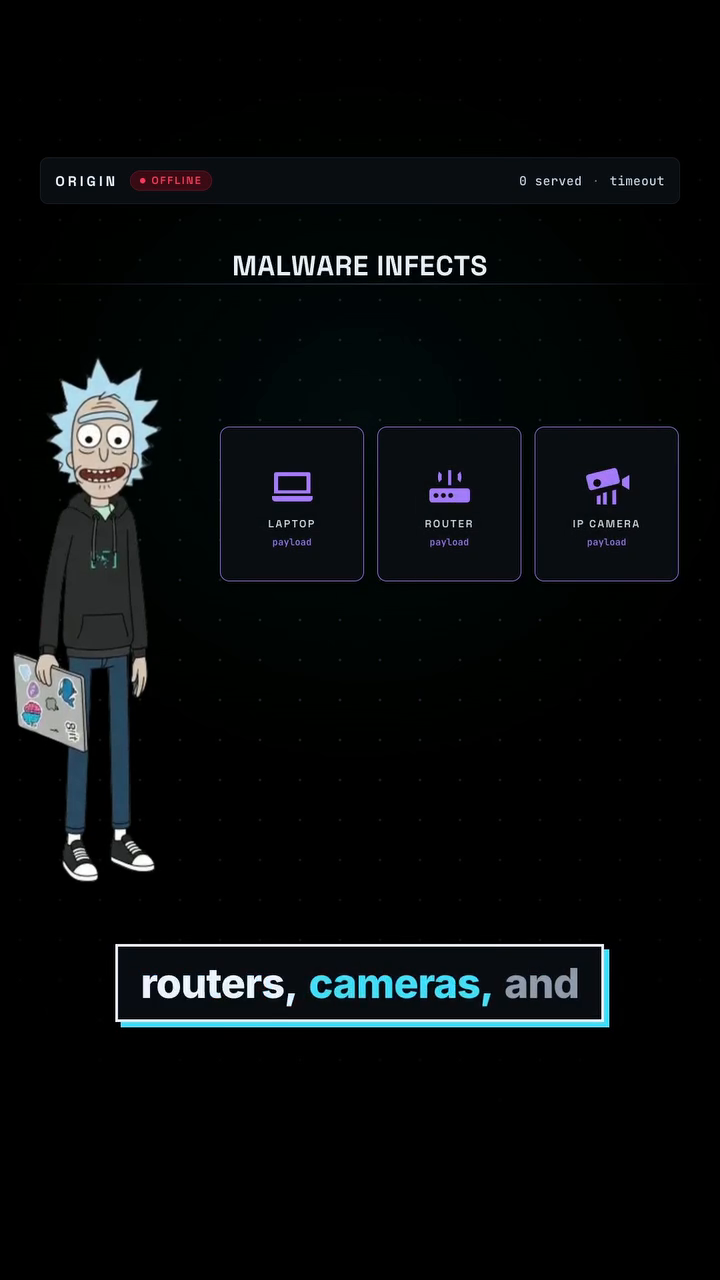 ORIGIN OFFLINE 0 served · timeout
MALWARE INFECTS
LAPTOP ROUTER IP CAMERA
payload payload payload
routers, cameras, and